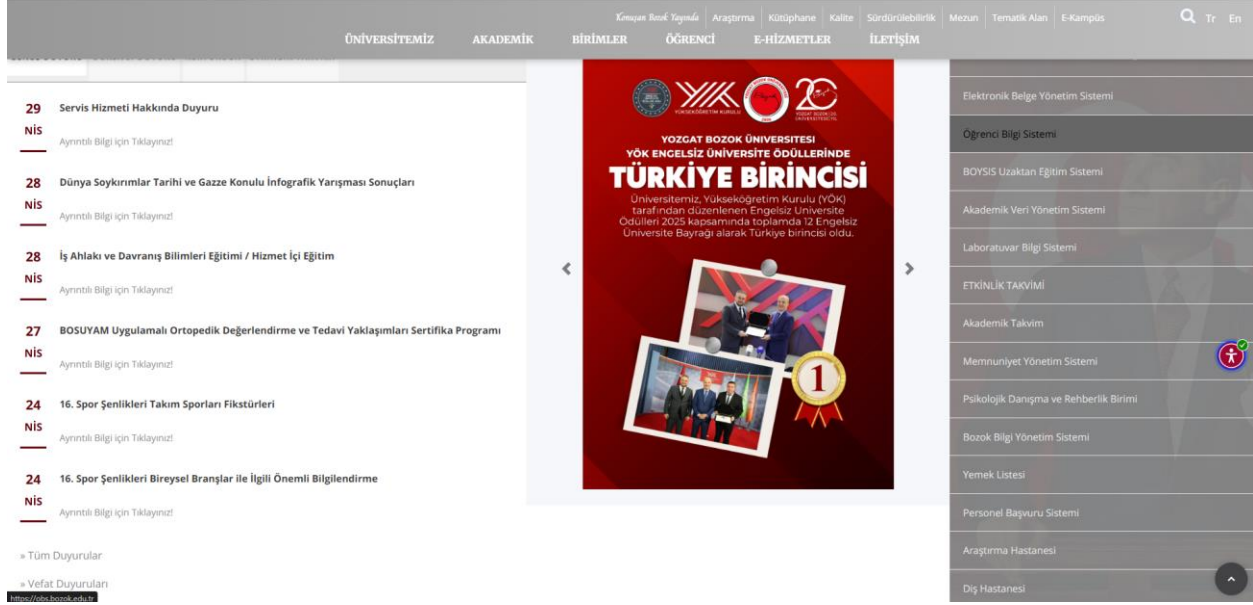 Konuşan Bozok Yayında Araştırma Kütüphane Kalite Sürdürülebilirlik Mezun Tematik Alan E-Kampüs Tr En
ÜNİVERSİTEMİZ AKADEMİK BİRİMLER ÖĞRENCİ E-HİZMETLER İLETİŞİM
29 NİS
Servis Hizmeti Hakkında Duyuru
Ayrıntılı Bilgi için Tıklayınız!
28 NİS
Dünya Soykırımlar Tarihi ve Gazze Konulu İnfografik Yarışması Sonuçları
Ayrıntılı Bilgi için Tıklayınız!
28 NİS
İş Ahlakı ve Davranış Bilimleri Eğitimi / Hizmet İçi Eğitim
Ayrıntılı Bilgi için Tıklayınız!
27 NİS
BOSUYAM Uygulamalı Ortopedik Değerlendirme ve Tedavi Yaklaşımları Sertifika Programı
Ayrıntılı Bilgi için Tıklayınız!
24 NİS
16. Spor Şenlikleri Takım Sporları Fikstürleri
Ayrıntılı Bilgi için Tıklayınız!
24 NİS
16. Spor Şenlikleri Bireysel Branşlar ile İlgili Önemli Bilgilendirme
Ayrıntılı Bilgi için Tıklayınız!
» Tüm Duyurular
» Vefat Duyuruları
https://obs.bozok.edu.tr
YÜKSEKÖĞRETİM KURULU
20
YOZGAT BOZOK ÜNİVERSİTESİ
YÖK ENGELSİZ ÜNİVERSİTE ÖDÜLLERİNDE
TÜRKİYE BİRİNCİSİ
Üniversitemiz, Yükseköğretim Kurulu (YÖK)
tarafından düzenlenen Engelsiz Üniversite
Ödülleri 2025 kapsamında toplamda 12 Engelsiz
Üniversite Bayrağı alarak Türkiye birincisi oldu.
1
Elektronik Belge Yönetim Sistemi
Öğrenci Bilgi Sistemi
BOYSIS Uzaktan Eğitim Sistemi
Akademik Veri Yönetim Sistemi
Laboratuvar Bilgi Sistemi
ETKİNLİK TAKVİMİ
Akademik Takvim
Memnuniyet Yönetim Sistemi
Psikolojik Danışma ve Rehberlik Birimi
Bozok Bilgi Yönetim Sistemi
Yemek Listesi
Personel Başvuru Sistemi
Araştırma Hastanesi
Diş Hastanesi